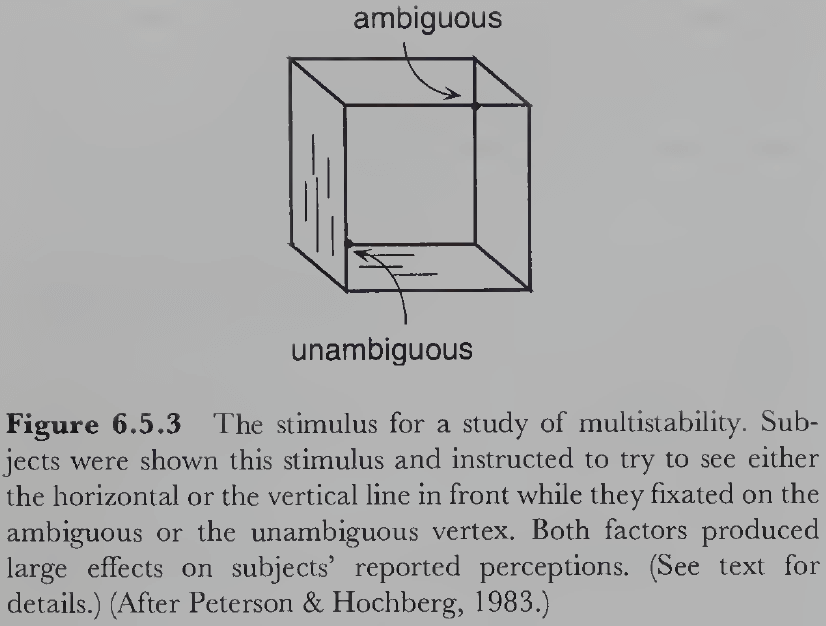 ambiguous
unambiguous
Figure 6.5.3 The stimulus for a study of multistability. Sub-
jects were shown this stimulus and instructed to try to see either
the horizontal or the vertical line in front while they fixated on the
ambiguous or the unambiguous vertex. Both factors produced
large effects on subjects' reported perceptions. (See text for
details.) (After Peterson & Hochberg, 1983.)